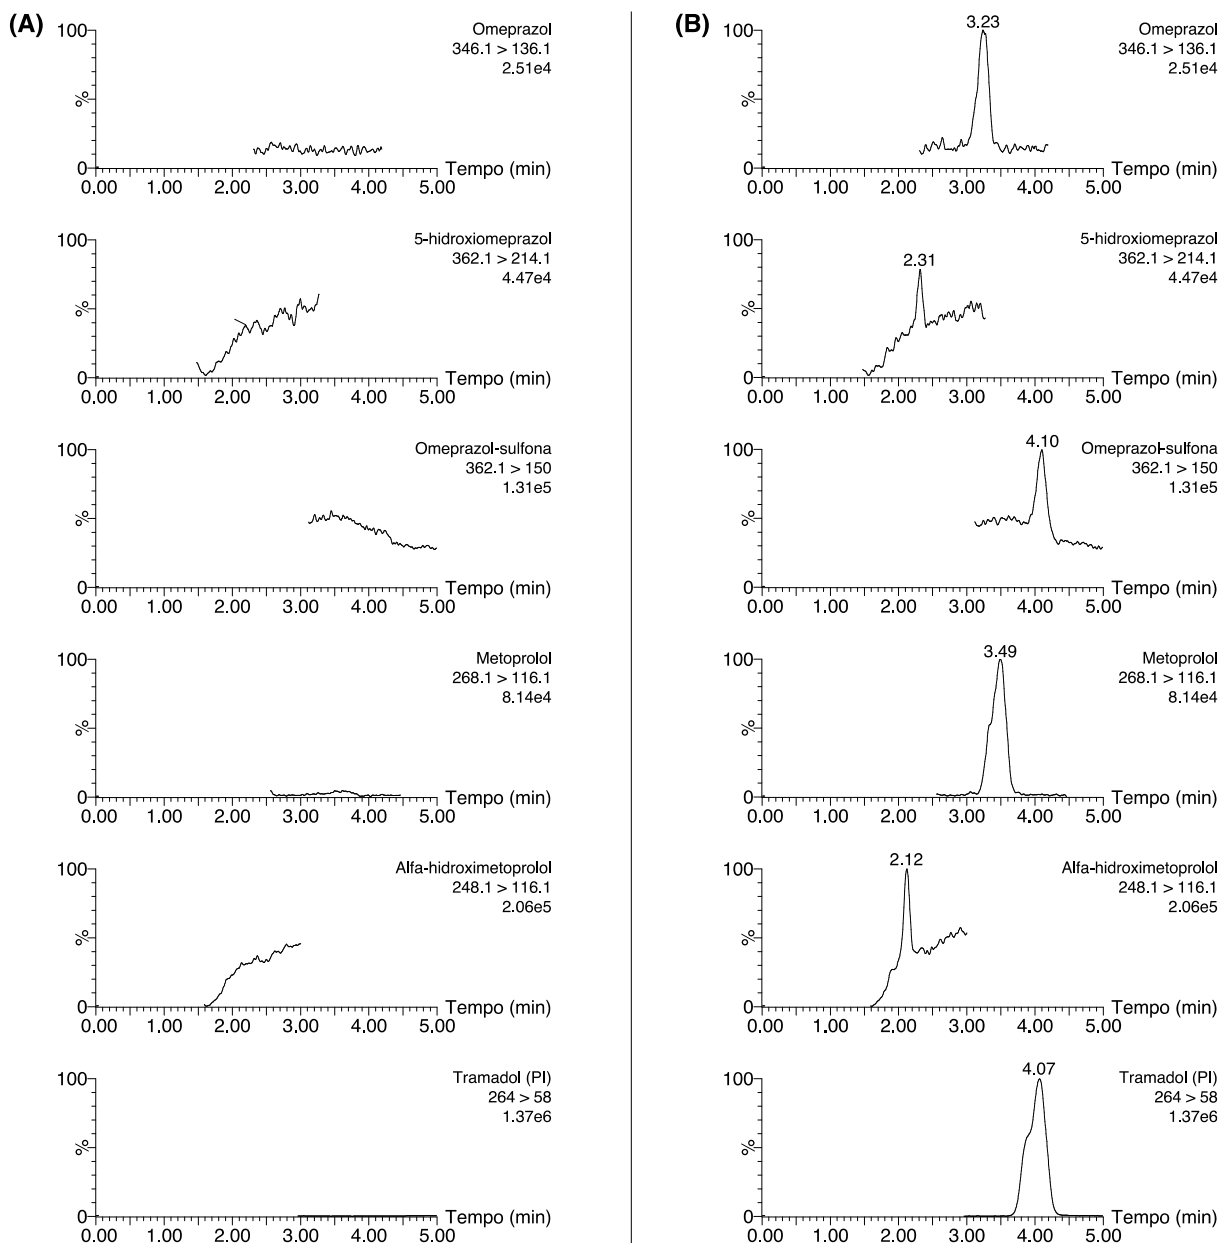 (A)
100
%
0
Omeprazol
346.1 > 136.1
2.51e4
Tempo (min)
0.00 1.00 2.00 3.00 4.00 5.00
100
%
0
5-hidroxiomeprazol
362.1 > 214.1
4.47e4
Tempo (min)
0.00 1.00 2.00 3.00 4.00 5.00
100
%
0
Omeprazol-sulfona
362.1 > 150
1.31e5
Tempo (min)
0.00 1.00 2.00 3.00 4.00 5.00
100
%
0
Metoprolol
268.1 > 116.1
8.14e4
Tempo (min)
0.00 1.00 2.00 3.00 4.00 5.00
100
%
0
Alfa-hidroximetoprolol
248.1 > 116.1
2.06e5
Tempo (min)
0.00 1.00 2.00 3.00 4.00 5.00
100
%
0
Tramadol (PI)
264 > 58
1.37e6
Tempo (min)
0.00 1.00 2.00 3.00 4.00 5.00
(B)
100
%
0
3.23
Omeprazol
346.1 > 136.1
2.51e4
Tempo (min)
0.00 1.00 2.00 3.00 4.00 5.00
100
%
0
2.31
5-hidroxiomeprazol
362.1 > 214.1
4.47e4
Tempo (min)
0.00 1.00 2.00 3.00 4.00 5.00
100
%
0
4.10
Omeprazol-sulfona
362.1 > 150
1.31e5
Tempo (min)
0.00 1.00 2.00 3.00 4.00 5.00
100
%
0
3.49
Metoprolol
268.1 > 116.1
8.14e4
Tempo (min)
0.00 1.00 2.00 3.00 4.00 5.00
100
%
0
2.12
Alfa-hidroximetoprolol
248.1 > 116.1
2.06e5
Tempo (min)
0.00 1.00 2.00 3.00 4.00 5.00
100
%
0
4.07
Tramadol (PI)
264 > 58
1.37e6
Tempo (min)
0.00 1.00 2.00 3.00 4.00 5.00